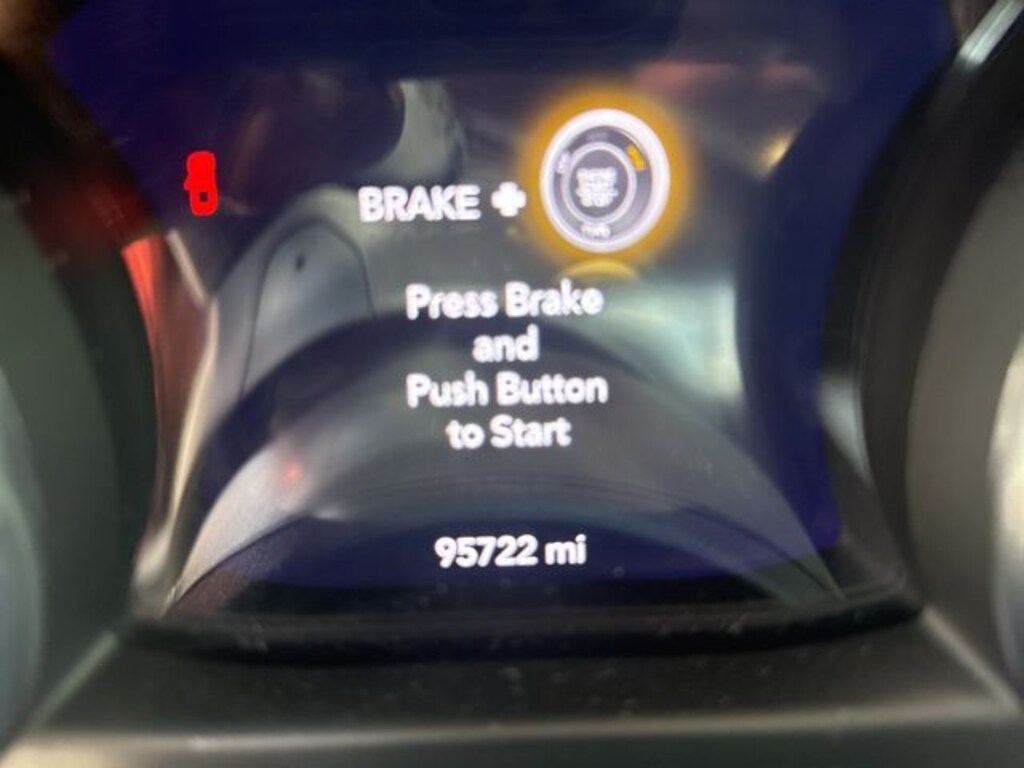 BRAKE +
Press Brake
and
Push Button
to Start
95722 mi